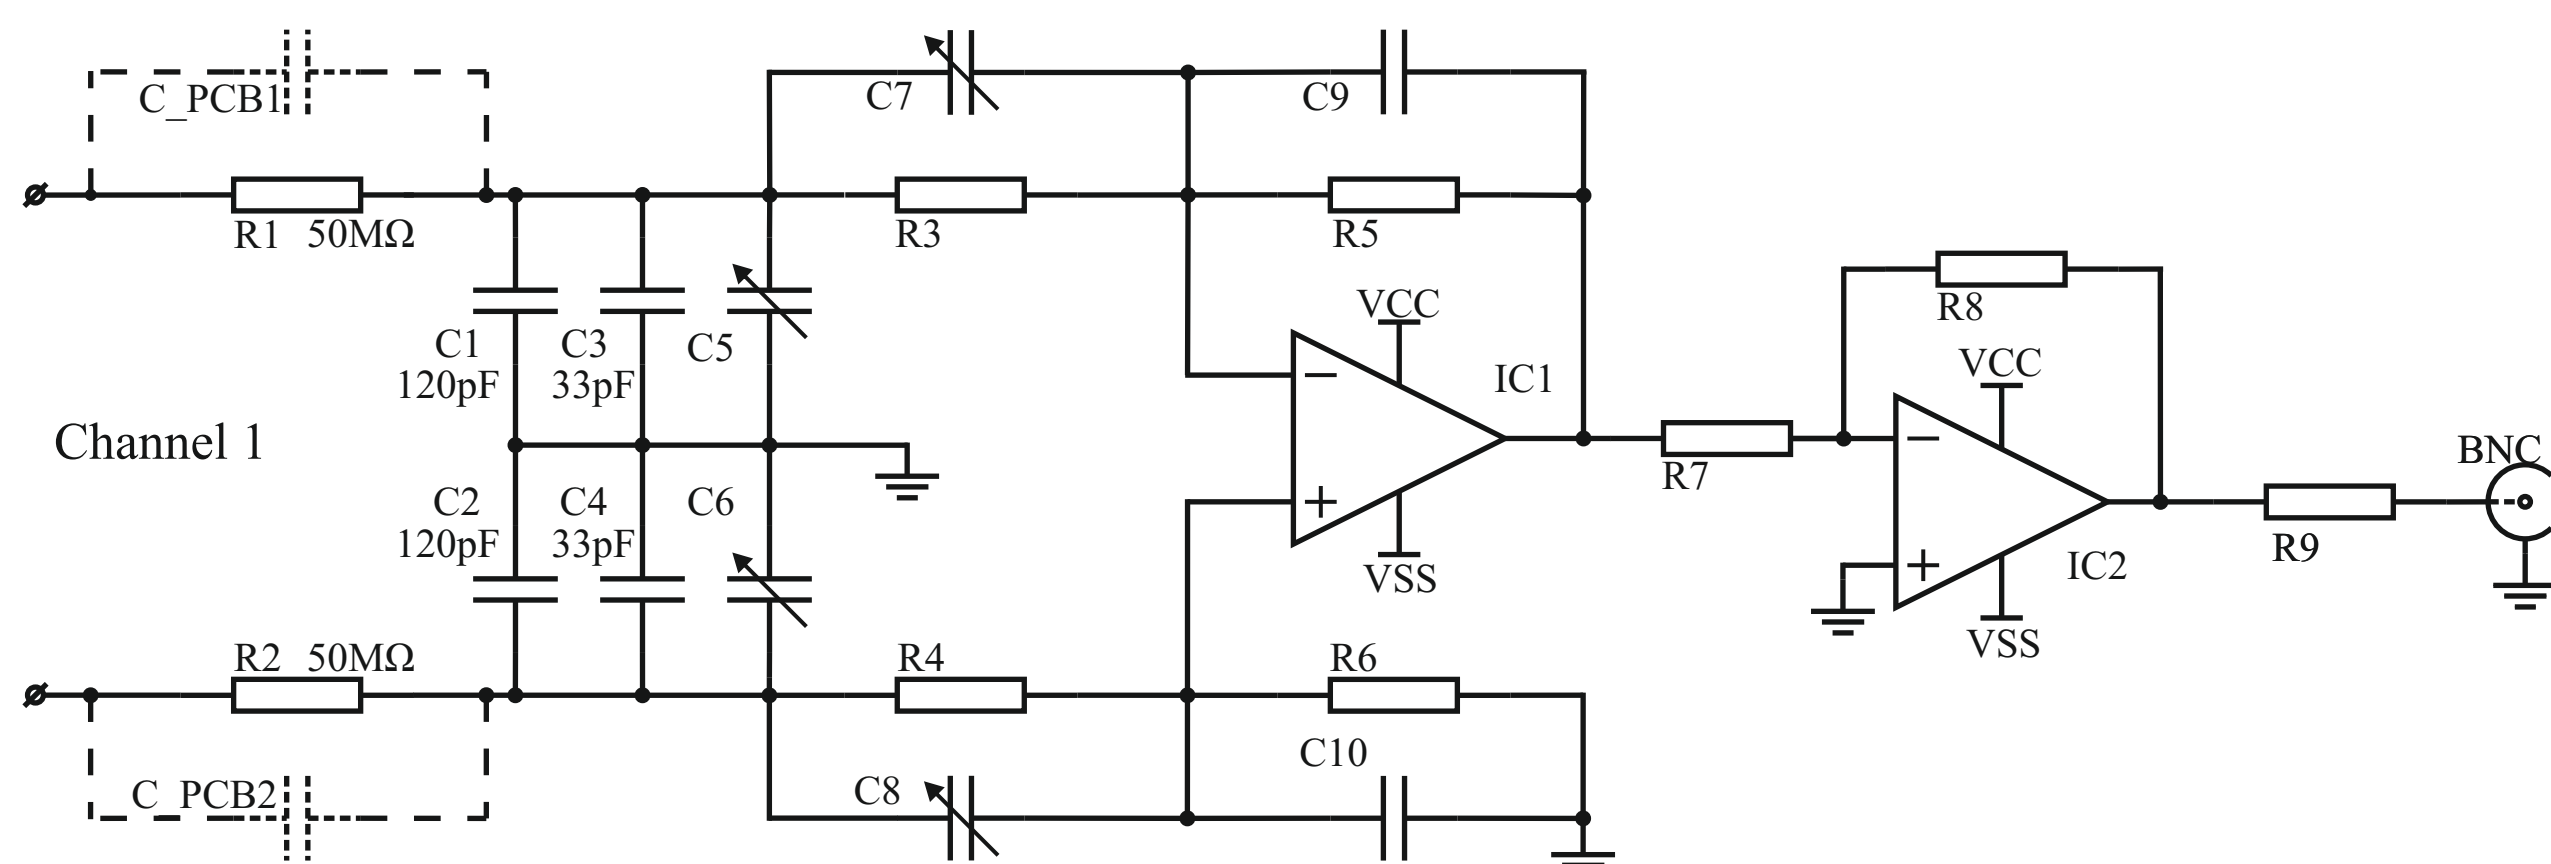 C_PCB1
C7
C9
R1 50MΩ
R3
R5
C1
120pF
C3
33pF
C5
VCC
IC1
R8
VCC
Channel 1
R7
BNC
C2
120pF
C4
33pF
C6
VSS
IC2
R9
VSS
R2 50MΩ
R4
R6
C10
C_PCB2
C8